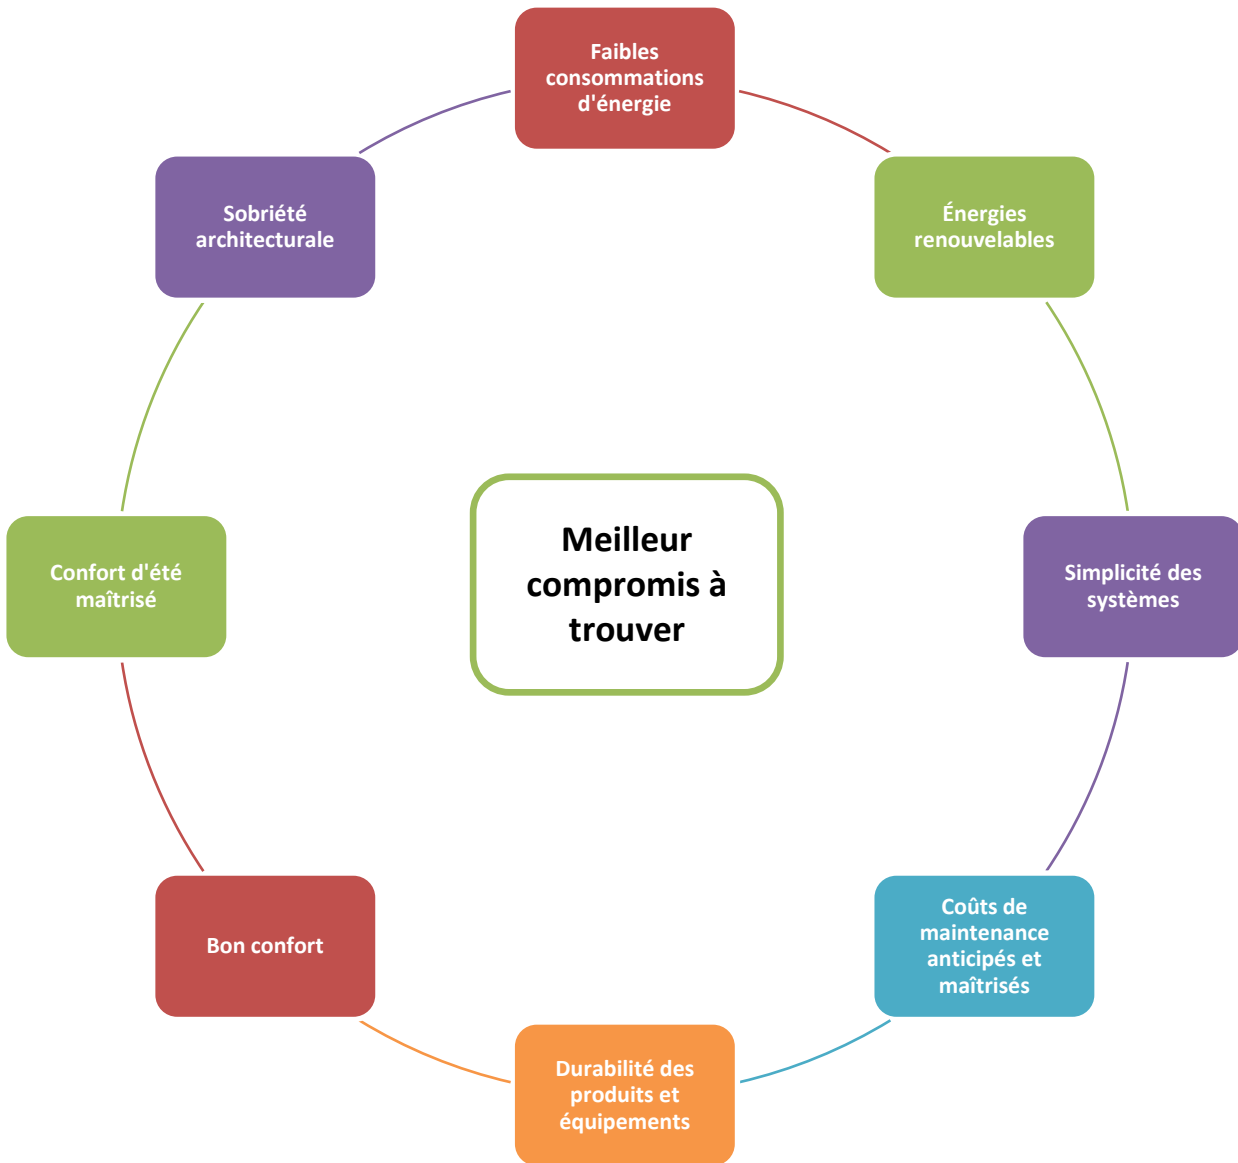 Faibles
consommations
d'énergie
Énergies
renouvelables
Simplicité des
systèmes
Coûts de
maintenance
anticipés et
maîtrisés
Durabilité des
produits et
équipements
Bon confort
Confort d'été
maîtrisé
Sobriété
architecturale
Meilleur
compromis à
trouver